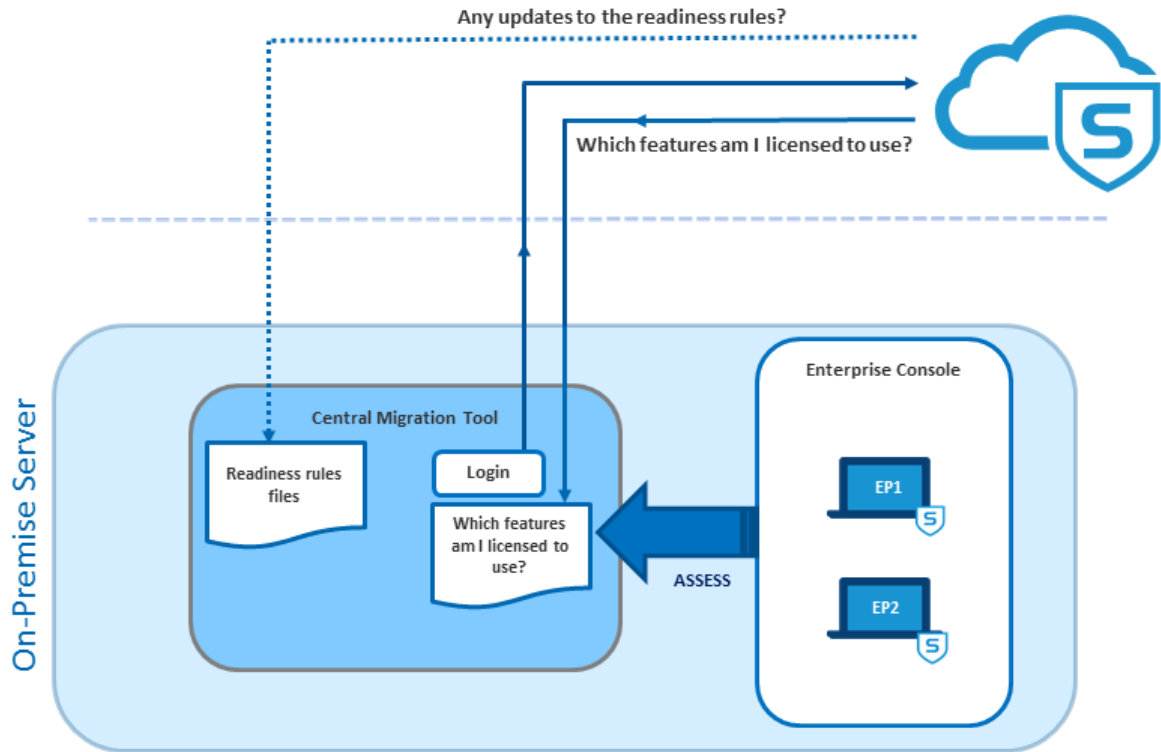 Any updates to the readiness rules?
S
Which features am I licensed to use?
On-Premise Server
Enterprise Console
Central Migration Tool
Readiness rules
files
Login
Which features
am I licensed to
use?
ASSESS
EP1
S
EP2
S